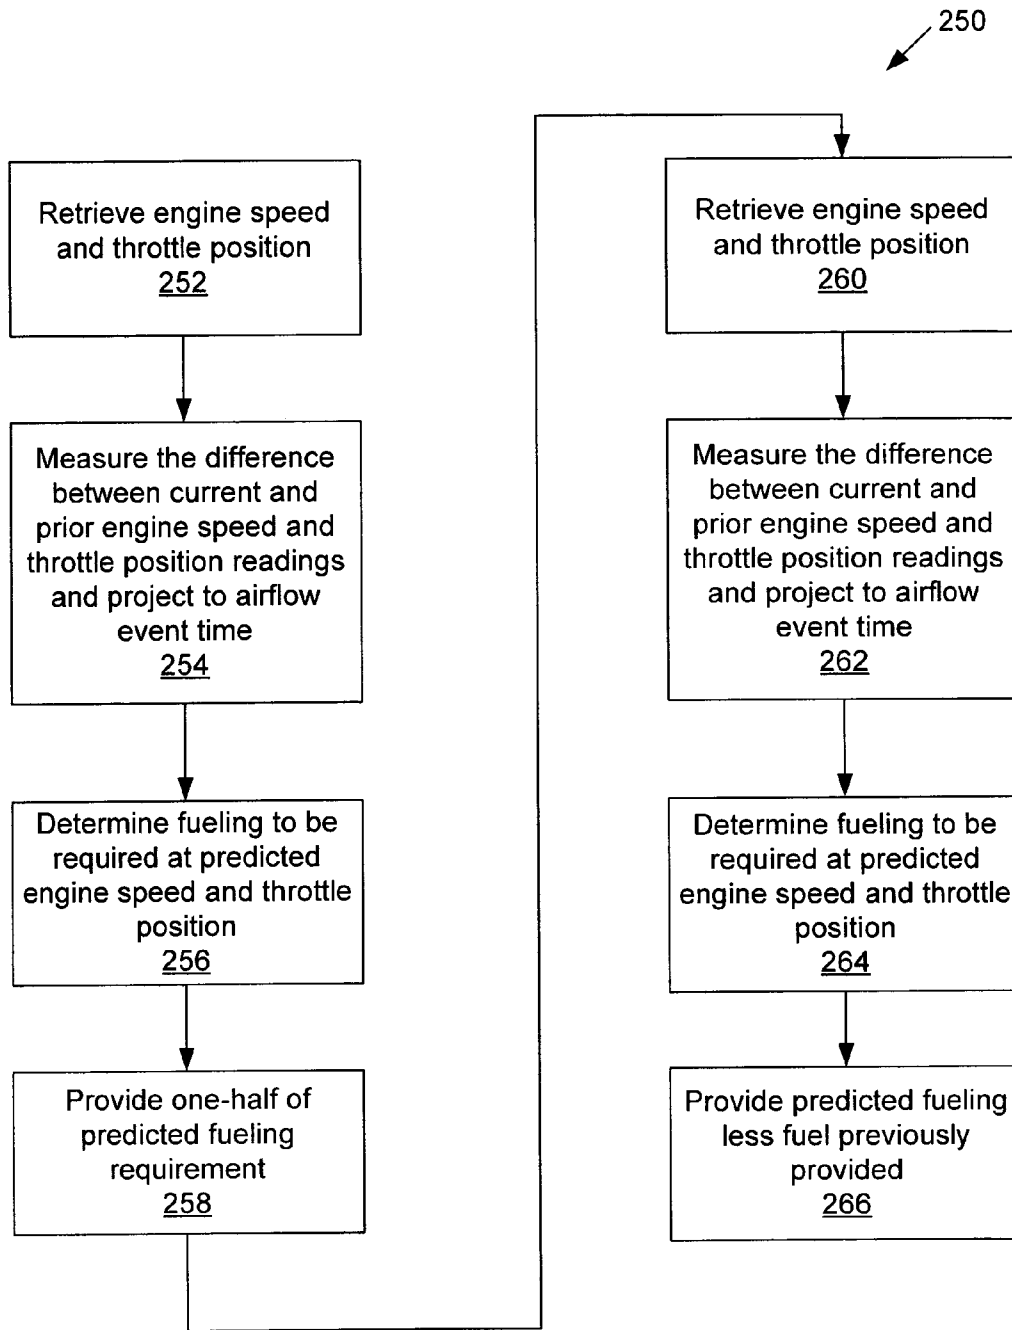 250
Retrieve engine speed
and throttle position
252
Measure the difference
between current and
prior engine speed and
throttle position readings
and project to airflow
event time
254
Determine fueling to be
required at predicted
engine speed and throttle
position
256
Provide one-half of
predicted fueling
requirement
258
Retrieve engine speed
and throttle position
260
Measure the difference
between current and
prior engine speed and
throttle position readings
and project to airflow
event time
262
Determine fueling to be
required at predicted
engine speed and throttle
position
264
Provide predicted fueling
less fuel previously
provided
266